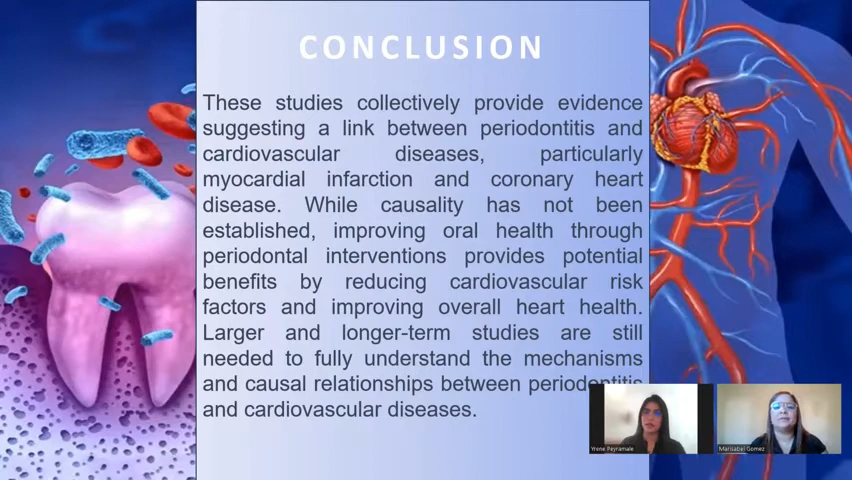 CONCLUSION
These studies collectively provide evidence
suggesting a link between periodontitis and
cardiovascular diseases, particularly
myocardial infarction and coronary heart
disease. While causality has not been
established, improving oral health through
periodontal interventions provides potential
benefits by reducing cardiovascular risk
factors and improving overall heart health.
Larger and longer-term studies are still
needed to fully understand the mechanisms
and causal relationships between periodontitis
and cardiovascular diseases.
Yrene Peyramale
Marisabel Gomez